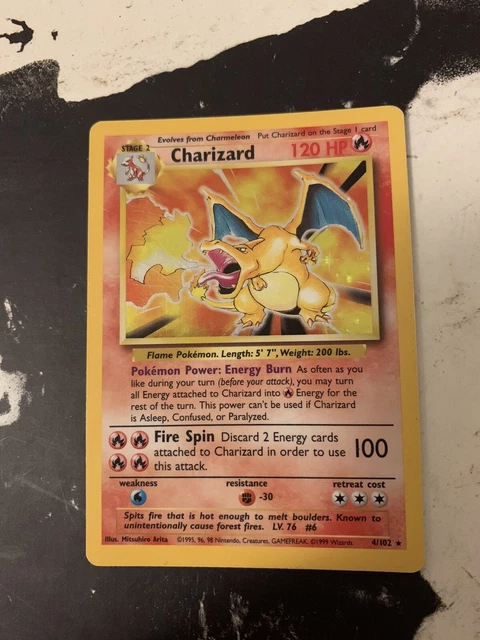 Evolves from Charmeleon Put Charizard on the Stage 1 card
STAGE 2
Charizard 120 HP
Flame Pokémon. Length: 5' 7", Weight: 200 lbs.
Pokémon Power: Energy Burn As often as you
like during your turn (before your attack), you may turn
all Energy attached to Charizard into Energy for the
rest of the turn. This power can't be used if Charizard
is Asleep, Confused, or Paralyzed.
Fire Spin Discard 2 Energy cards
attached to Charizard in order to use 100
this attack.
weakness resistance retreat cost
-30
Spits fire that is hot enough to melt boulders. Known to
unintentionally cause forest fires. LV. 76 #6
Illus. Mitsuhiro Arita ©1995, 96, 98 Nintendo, Creatures, GAMEFREAK. ©1999 Wizards. 4/102 ★